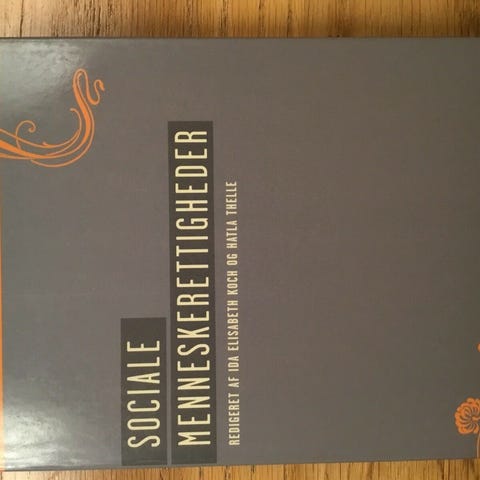 SOCIALE
MENNESKERETTIGHEDER
REDIGERET AF IDA ELISABETH KOCH OG HATLA THELLE